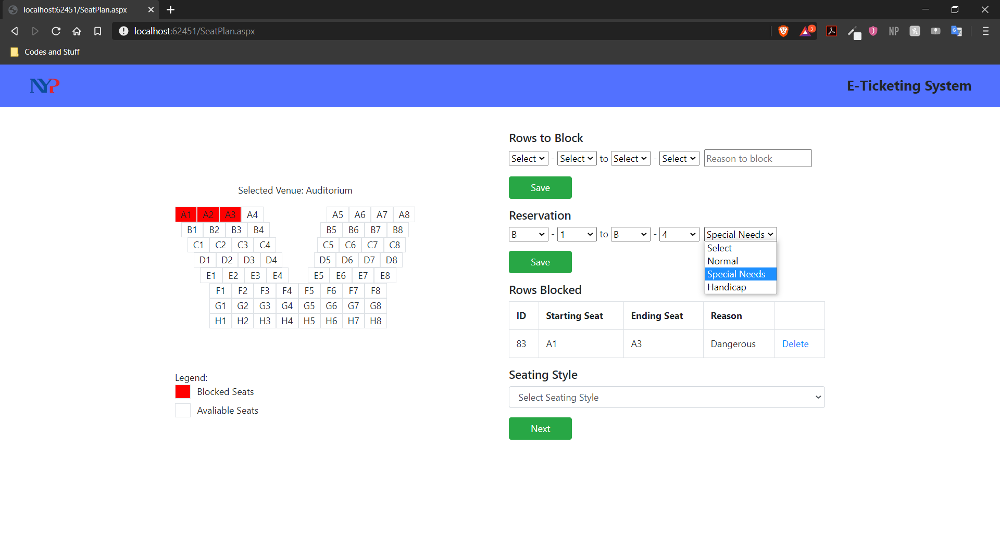 localhost:62451/SeatPlan.aspx
localhost:62451/SeatPlan.aspx
3
NP
Codes and Stuff
NYP
E-Ticketing System
Selected Venue: Auditorium
A1 A2 A3 A4 A5 A6 A7 A8
B1 B2 B3 B4 B5 B6 B7 B8
C1 C2 C3 C4 C5 C6 C7 C8
D1 D2 D3 D4 D5 D6 D7 D8
E1 E2 E3 E4 E5 E6 E7 E8
F1 F2 F3 F4 F5 F6 F7 F8
G1 G2 G3 G4 G5 G6 G7 G8
H1 H2 H3 H4 H5 H6 H7 H8
Legend:
Blocked Seats
Avaliable Seats
Rows to Block
Select - Select to Select - Select Reason to block
Save
Reservation
B - 1 to B - 4 Special Needs
Select
Normal
Special Needs
Handicap
Save
Rows Blocked
ID Starting Seat Ending Seat Reason
83 A1 A3 Dangerous Delete
Seating Style
Select Seating Style
Next